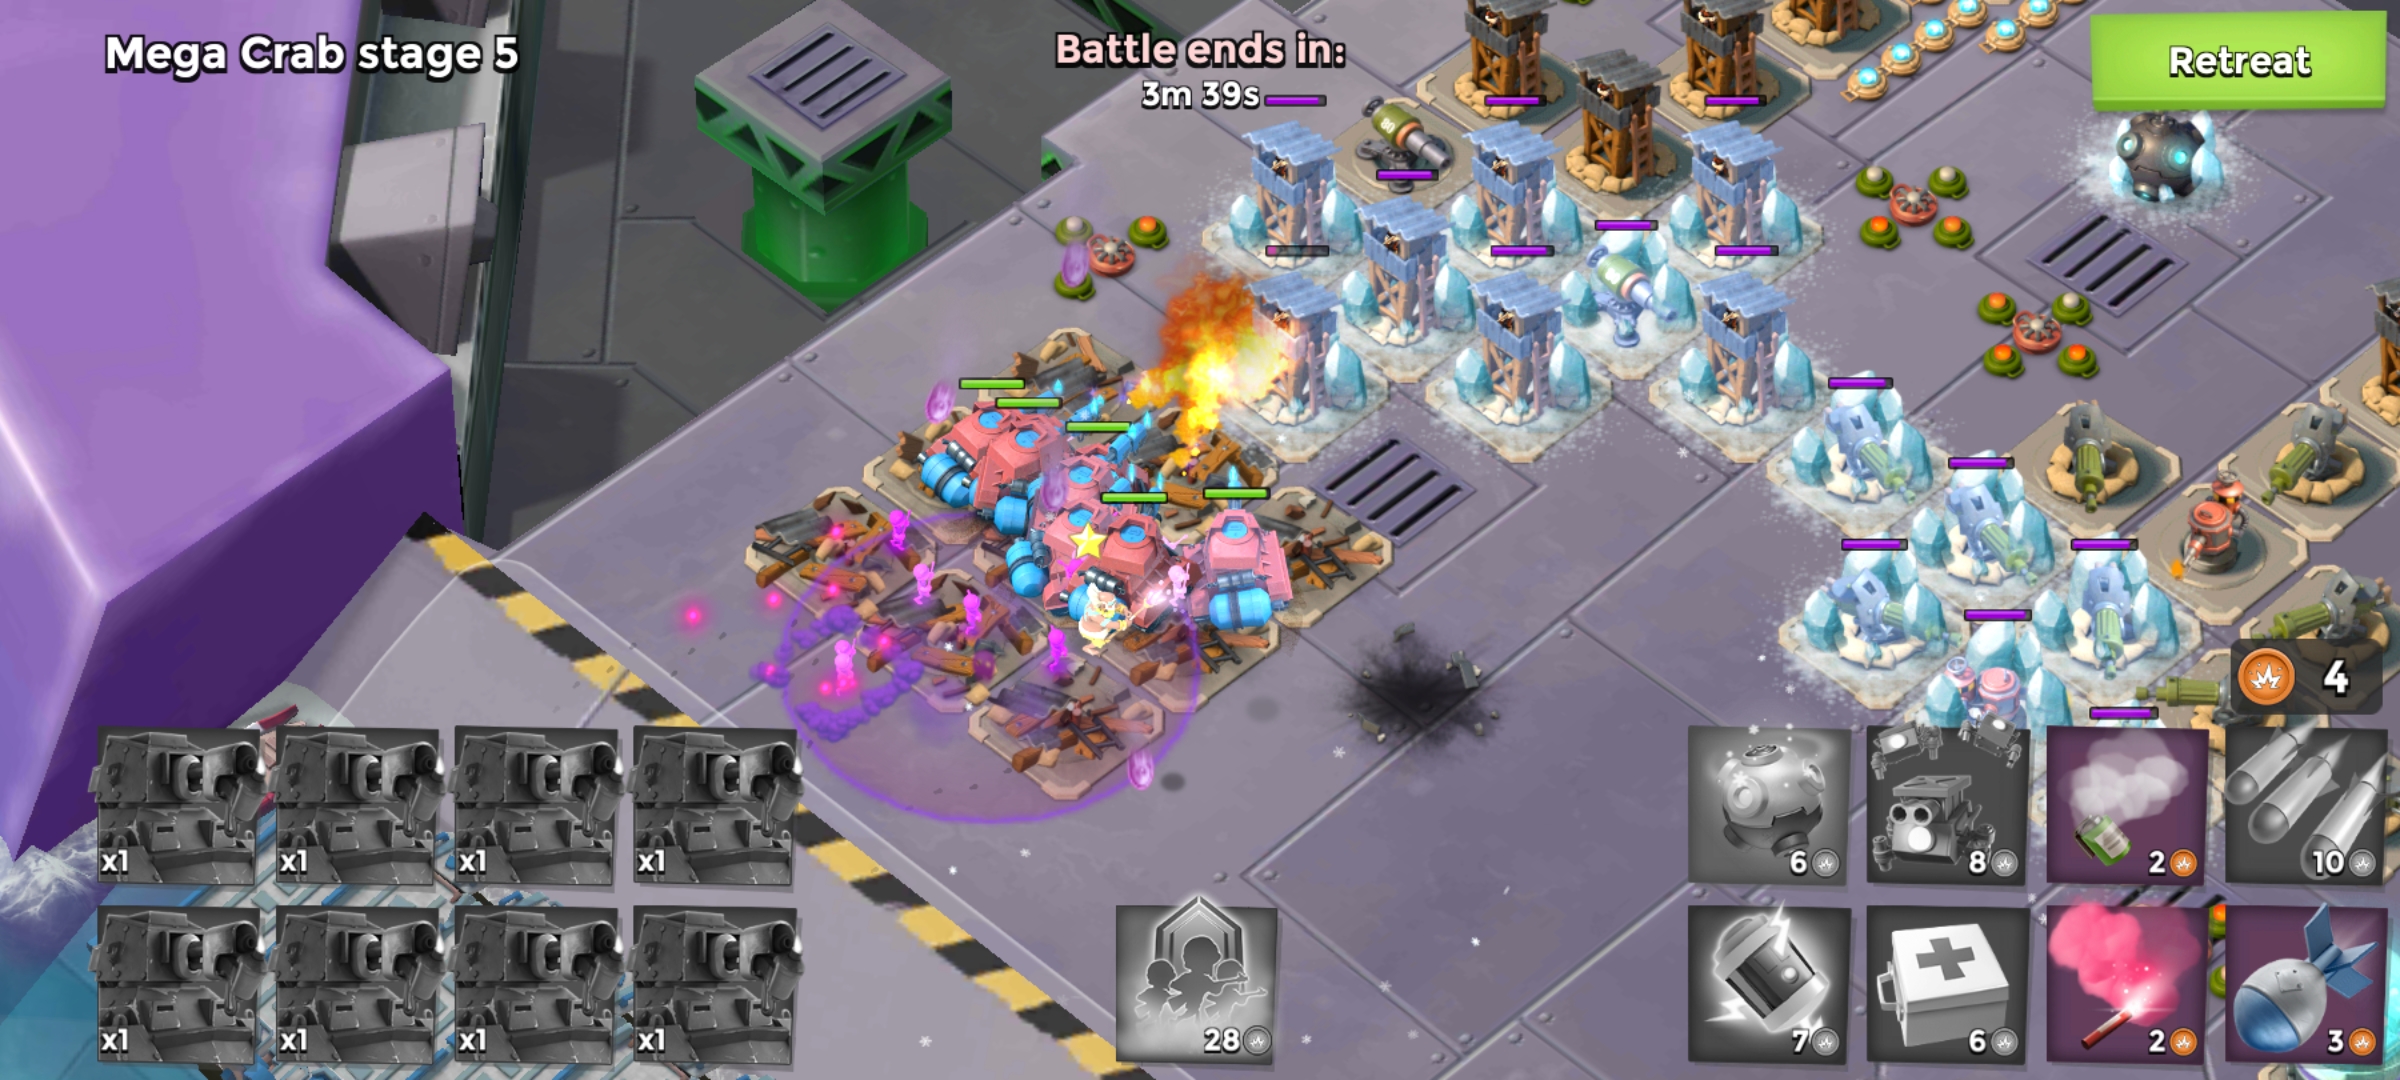 Mega Crab stage 5
Battle ends in:
3m 39s
Retreat
80
4
x1
x1
x1
x1
6
8
2
10
x1
x1
x1
x1
28
7
6
2
3